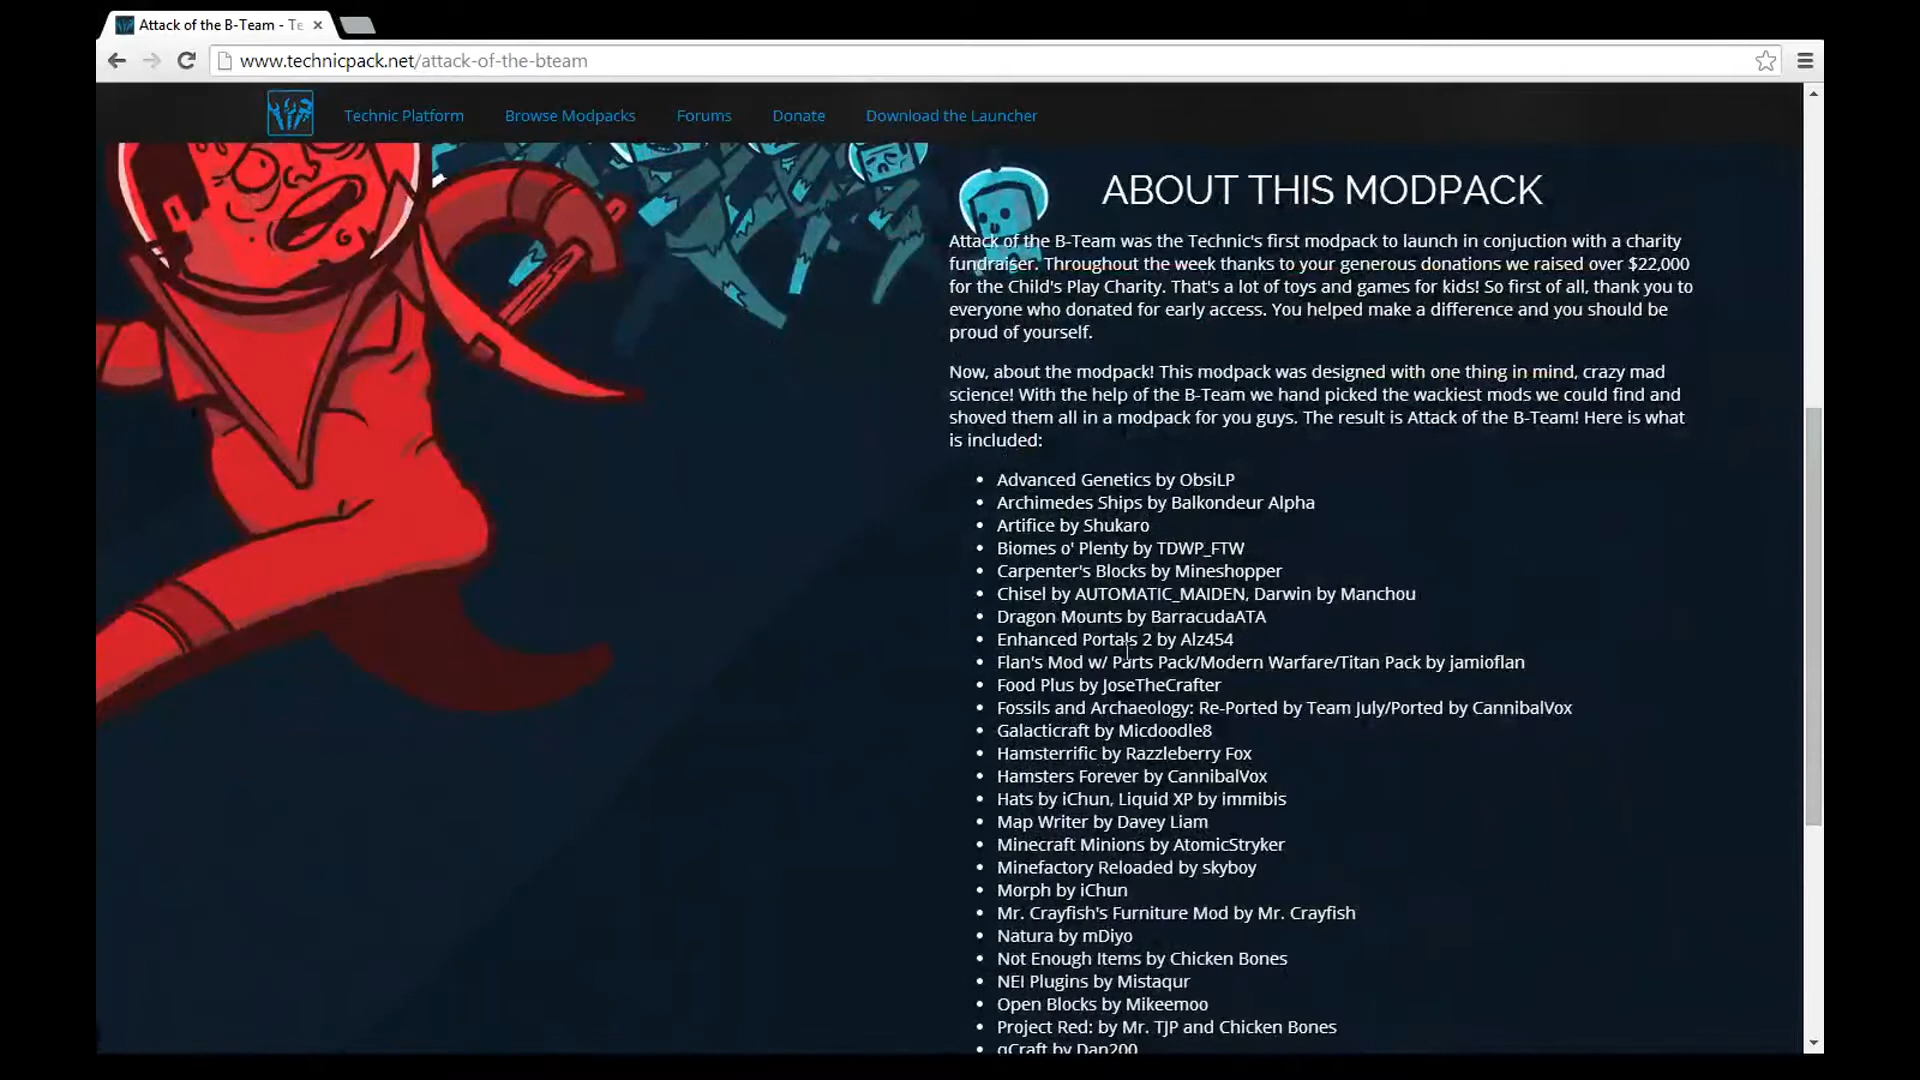 Attack of the B-Team - Te
www.technicpack.net/attack-of-the-bteam
Technic Platform Browse Modpacks Forums Donate Download the Launcher
ABOUT THIS MODPACK
Attack of the B-Team was the Technic's first modpack to launch in conjuction with a charity
fundraiser. Throughout the week thanks to your generous donations we raised over $22,000
for the Child's Play Charity. That's a lot of toys and games for kids! So first of all, thank you to
everyone who donated for early access. You helped make a difference and you should be
proud of yourself.
Now, about the modpack! This modpack was designed with one thing in mind, crazy mad
science! With the help of the B-Team we hand picked the wackiest mods we could find and
shoved them all in a modpack for you guys. The result is Attack of the B-Team! Here is what
is included:
• Advanced Genetics by ObsiLP
• Archimedes Ships by Balkondeur Alpha
• Artifice by Shukaro
• Biomes o' Plenty by TDWP_FTW
• Carpenter's Blocks by Mineshopper
• Chisel by AUTOMATIC_MAIDEN, Darwin by Manchou
• Dragon Mounts by BarracudaATA
• Enhanced Portals 2 by Alz454
• Flan's Mod w/ Parts Pack/Modern Warfare/Titan Pack by jamioflan
• Food Plus by JoseTheCrafter
• Fossils and Archaeology: Re-Ported by Team July/Ported by CannibalVox
• Galacticraft by Micdoodle8
• Hamsterrific by Razzleberry Fox
• Hamsters Forever by CannibalVox
• Hats by iChun, Liquid XP by immibis
• Map Writer by Davey Liam
• Minecraft Minions by AtomicStryker
• Minefactory Reloaded by skyboy
• Morph by iChun
• Mr. Crayfish's Furniture Mod by Mr. Crayfish
• Natura by mDiyo
• Not Enough Items by Chicken Bones
• NEI Plugins by Mistaqur
• Open Blocks by Mikeemoo
• Project Red: by Mr. TJP and Chicken Bones
qCraft by Dan200